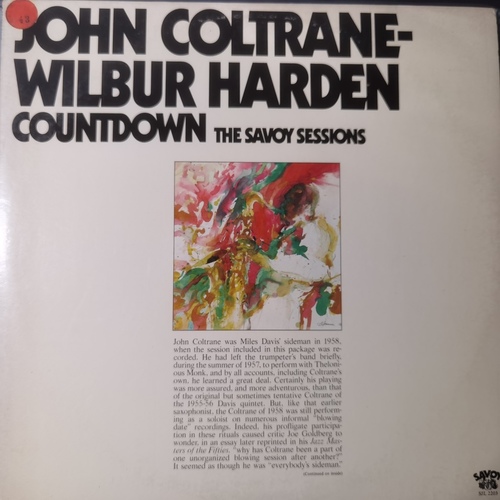 JOHN COLTRANE-
WILBUR HARDEN
COUNTDOWN THE SAVOY SESSIONS
John Coltrane was Miles Davis' sideman in 1958,
when the session included in this package was re-
corded. He had left the trumpeter's band briefly,
during the summer of 1957, to perform with Theloni-
ous Monk, and by all accounts, including Coltrane's
own, he learned a great deal. Certainly his playing
was more assured, and more adventurous, than that
of the original but sometimes tentative Coltrane of
the 1955-56 Davis quintet. But, like that earlier
saxophonist, the Coltrane of 1958 was still perform-
ing as a soloist on numerous informal "blowing
date" recordings. Indeed, his profligate participa-
tion in these rituals caused critic Joe Goldberg to
wonder, in an essay later reprinted in his Jazz Mas-
ters of the Fifties, "why has Coltrane been a part of
one unorganized blowing session after another?"
It seemed as though he was "everybody's sideman."
(Continued in inside)
SAVOY